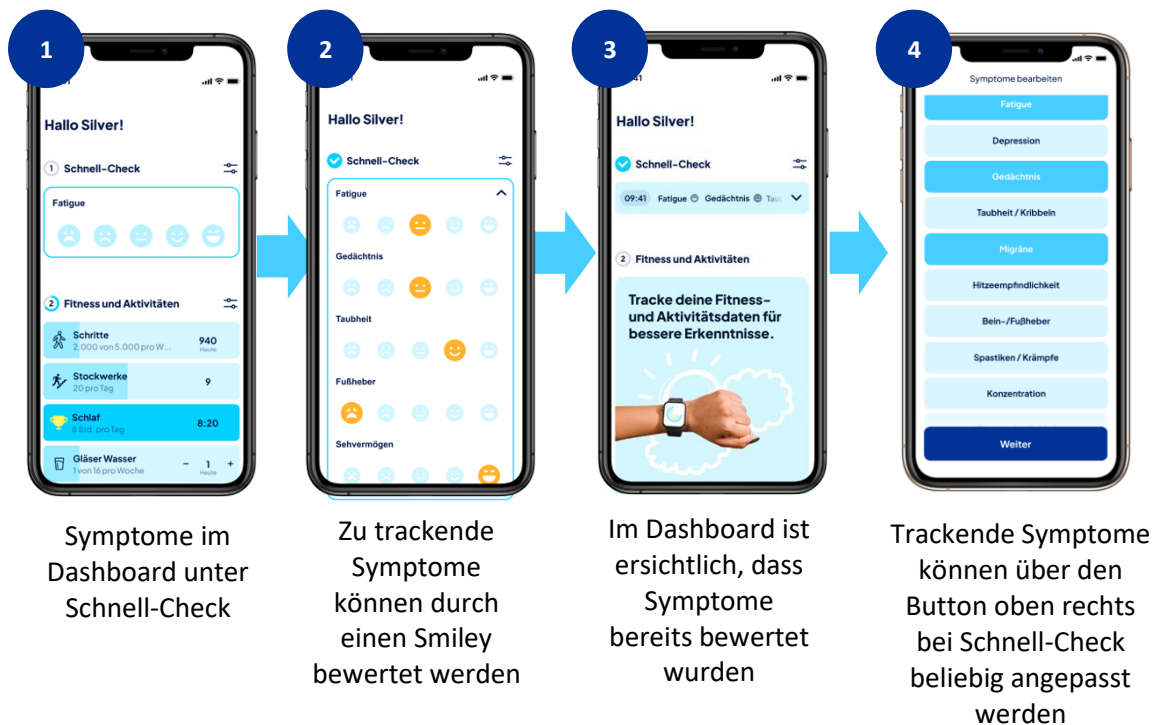 1
Hallo Silver!
1 Schnell-Check
Fatigue
2 Fitness und Aktivitäten
Schritte
2.000 von 5.000 pro W...
940
Heute
Stockwerke
20 pro Tag
9
Schlaf
8 Std. pro Tag
8:20
Gläser Wasser
1 von 16 pro Woche
− 1 +
Heute
Symptome im
Dashboard unter
Schnell-Check
2
Hallo Silver!
Schnell-Check
Fatigue
Gedächtnis
Taubheit
Fußheber
Sehvermögen
Zu trackende
Symptome
können durch
einen Smiley
bewertet werden
3
41
Hallo Silver!
Schnell-Check
09:41 Fatigue Gedächtnis Tau
2 Fitness und Aktivitäten
Tracke deine Fitness-
und Aktivitätsdaten für
bessere Erkenntnisse.
Im Dashboard ist
ersichtlich, dass
Symptome
bereits bewertet
wurden
4
Symptome bearbeiten
Fatigue
Depression
Gedächtnis
Taubheit / Kribbeln
Migräne
Hitzeempfindlichkeit
Bein-/Fußheber
Spastiken / Krämpfe
Konzentration
Weiter
Trackende Symptome
können über den
Button oben rechts
bei Schnell-Check
beliebig angepasst
werden